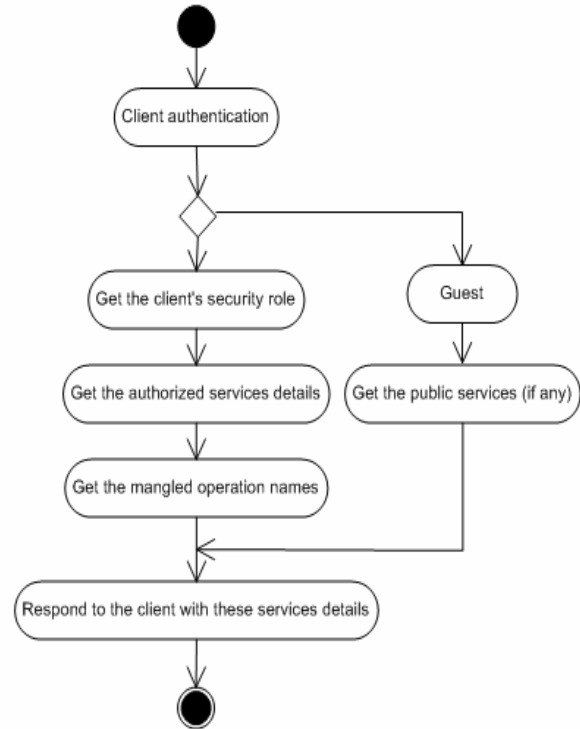 Client authentication
Get the client's security role
Guest
Get the authorized services details
Get the public services (if any)
Get the mangled operation names
Respond to the client with these services details